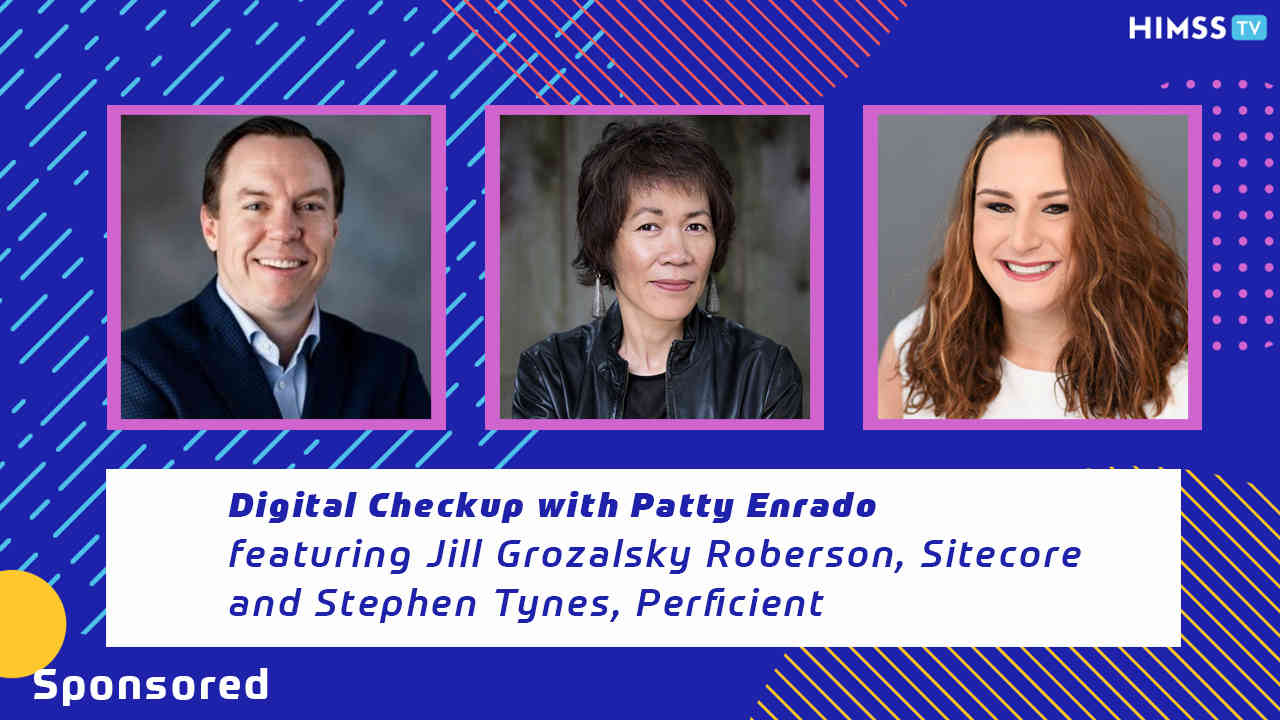 HIMSS TV
Digital Checkup with Patty Enrado
featuring Jill Grozalsky Roberson, Sitecore
and Stephen Tynes, Perficient
Sponsored